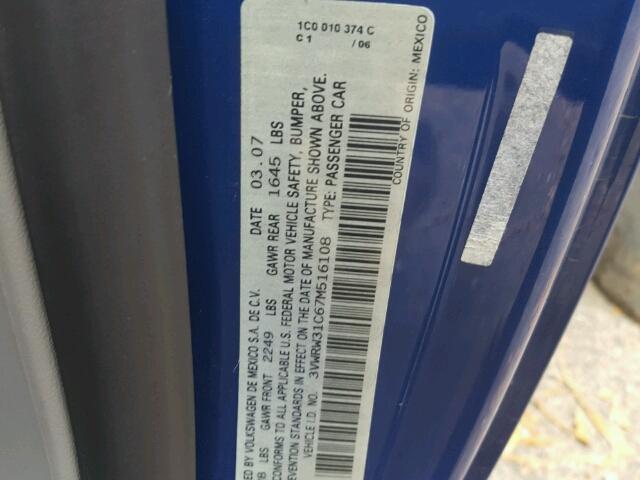 1C0 010 374 C
C 1 / 06
ED BY VOLKSWAGEN DE MEXICO S.A. DE C.V. DATE 03.07
8 LBS GAWR FRONT 2249 LBS GAWR REAR 1645 LBS
CONFORMS TO ALL APPLICABLE U.S. FEDERAL MOTOR VEHICLE SAFETY, BUMPER,
EVENTION STANDARDS IN EFFECT ON THE DATE OF MANUFACTURE SHOWN ABOVE.
VEHICLE I.D. NO. 3VWRW31C67M516108 TYPE: PASSENGER CAR
COUNTRY OF ORIGIN: MEXICO